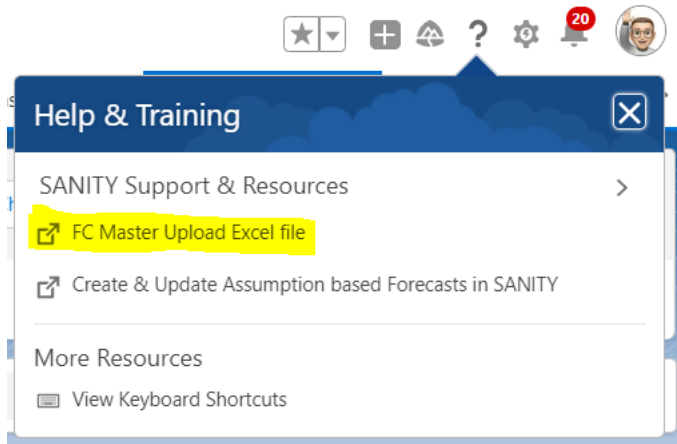 20
Help & Training
SANITY Support & Resources
FC Master Upload Excel file
Create & Update Assumption based Forecasts in SANITY
More Resources
View Keyboard Shortcuts